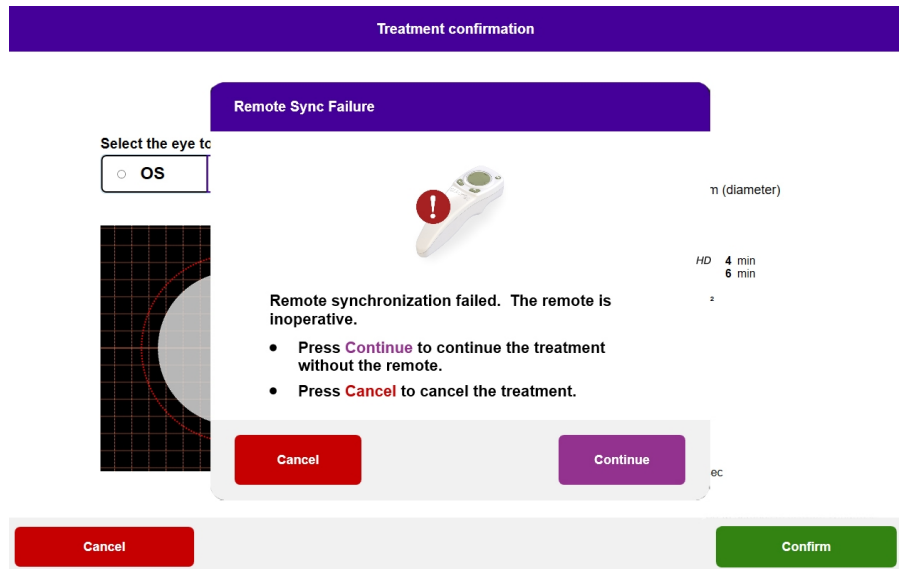 Treatment confirmation
Remote Sync Failure
Select the eye to
OS
(diameter)
HD 4 min
6 min
2
Remote synchronization failed. The remote is
inoperative.
• Press Continue to continue the treatment
without the remote.
• Press Cancel to cancel the treatment.
Cancel
Continue
ec
Cancel
Confirm